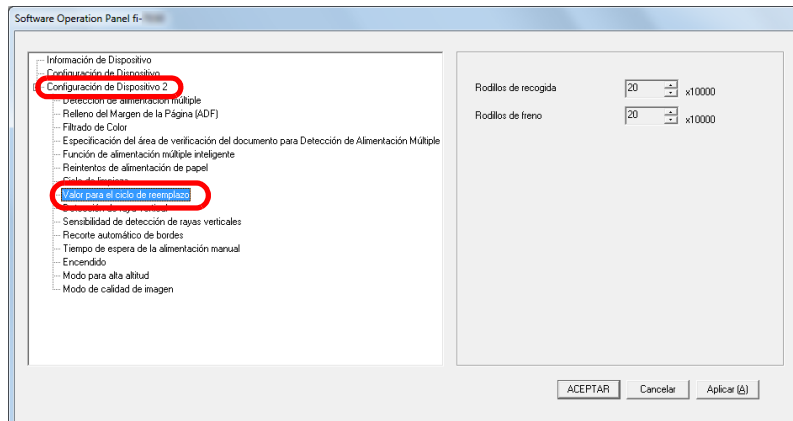 Software Operation Panel fi-
Información de Dispositivo
Configuración de Dispositivo
Configuración de Dispositivo 2
Detección de alimentación múltiple
Relleno del Margen de la Página (ADF)
Filtrado de Color
Especificación del área de verificación del documento para Detección de Alimentación Múltiple
Función de alimentación múltiple inteligente
Reintentos de alimentación de papel
Ciclo de limpieza
Valor para el ciclo de reemplazo
Detección de raya vertical
Sensibilidad de detección de rayas verticales
Recorte automático de bordes
Tiempo de espera de la alimentación manual
Encendido
Modo para alta altitud
Modo de calidad de imagen
Rodillos de recogida 20 x10000
Rodillos de freno 20 x10000
ACEPTAR Cancelar Aplicar (A)